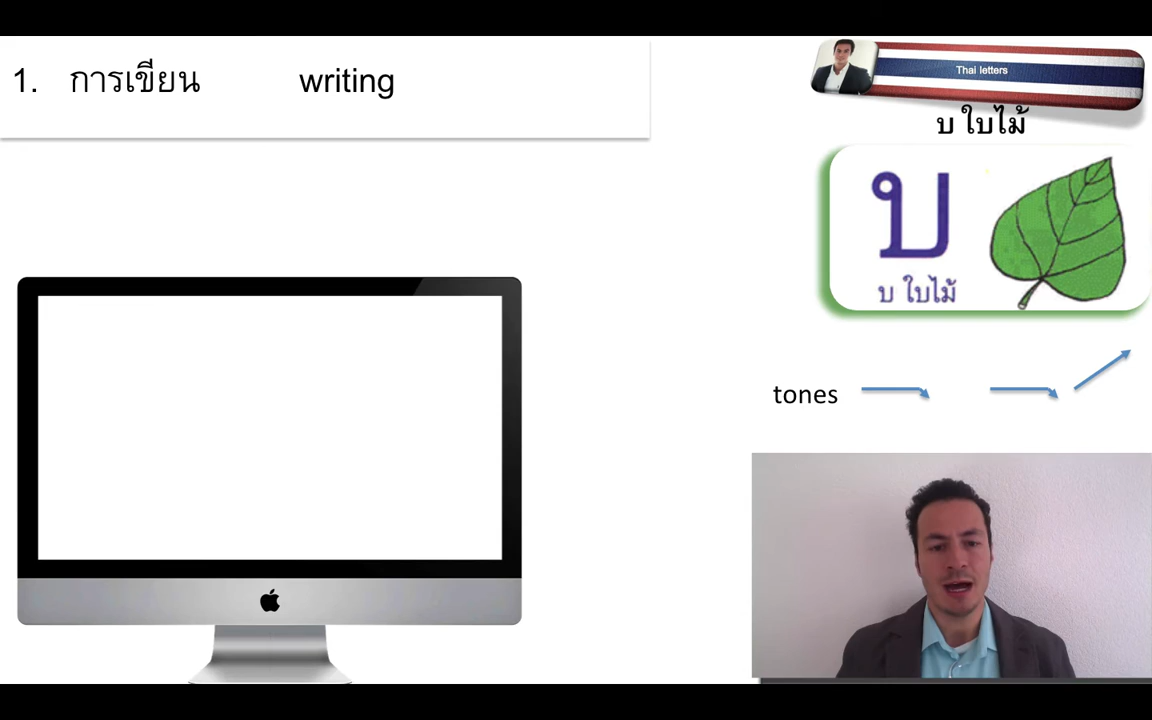 1. การเขียน writing
Thai letters
บ ใบไม้
บ
บ ใบไม้
tones